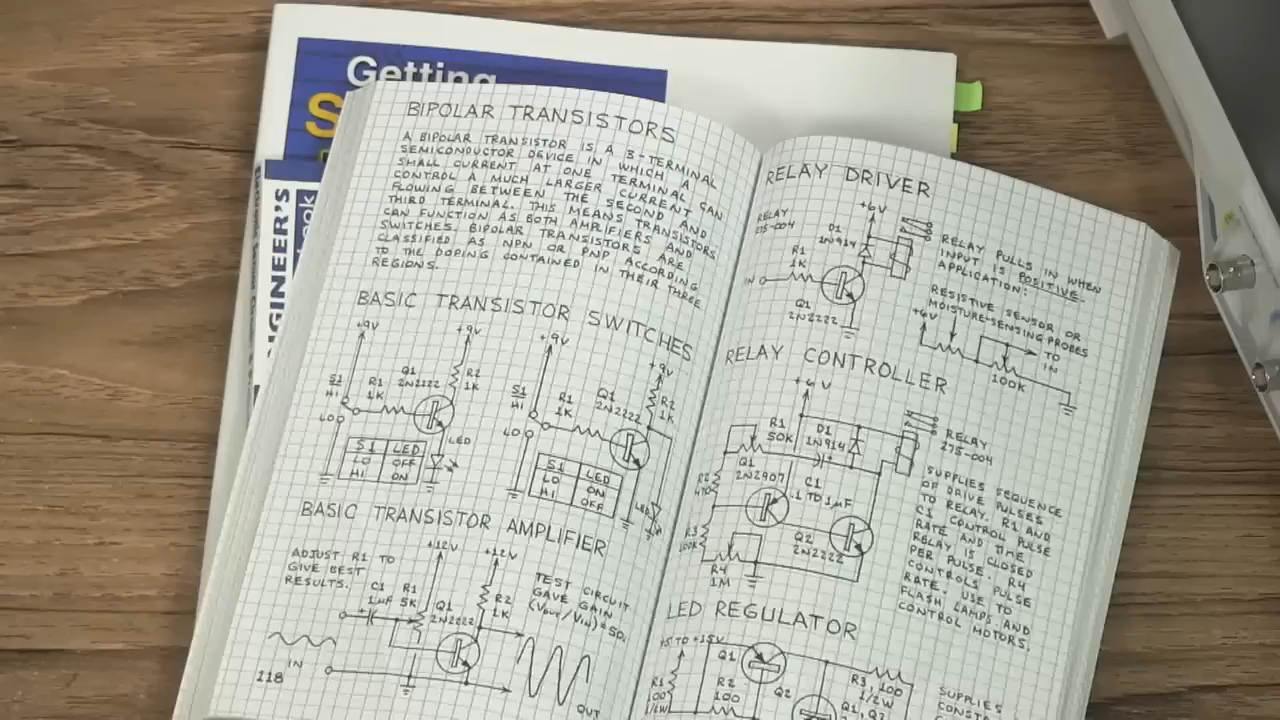 Getting
S
GINEER'S
BIPOLAR TRANSISTORS
A BIPOLAR TRANSISTOR IS A 3-TERMINAL
SEMICONDUCTOR DEVICE IN WHICH A
SMALL CURRENT AT ONE TERMINAL CAN
CONTROL A MUCH LARGER CURRENT
FLOWING BETWEEN THE SECOND AND
THIRD TERMINAL. THIS MEANS TRANSISTORS
CAN FUNCTION AS BOTH AMPLIFIERS AND
SWITCHES. BIPOLAR TRANSISTORS ARE
CLASSIFIED AS NPN OR PNP ACCORDING
TO THE DOPING CONTAINED IN THEIR THREE
REGIONS.
BASIC TRANSISTOR SWITCHES
+9V
+9V
R2
1K
Q1
2N2222
R1
1K
S1
HI
LO
LED
S1 LED
LO OFF
HI ON
+9V
+9V
R2
1K
Q1
2N2222
R1
1K
S1
HI
LO
LED
S1 LED
LO ON
HI OFF
BASIC TRANSISTOR AMPLIFIER
ADJUST R1 TO
GIVE BEST
RESULTS.
+12V
+12V
C1
1µF
R1
5K
Q1
2N2222
R2
1K
TEST CIRCUIT
GAVE GAIN
(VOUT/VIN) = 50.
IN
OUT
118
RELAY DRIVER
+6V
RELAY
275-004
D1
1N914
R1
1K
IN
Q1
2N2222
RELAY PULLS IN WHEN
INPUT IS POSITIVE.
APPLICATION:
RESISTIVE SENSOR OR
MOISTURE-SENSING PROBES
+6V
TO
IN
100K
RELAY CONTROLLER
+6V
R1
50K
D1
1N914
RELAY
275-004
Q1
2N2907
C1
.1 TO 1µF
R2
470
R3
100K
Q2
2N2222
R4
1M
SUPPLIES SEQUENCE
OF DRIVE PULSES
TO RELAY. R1 AND
C1 CONTROL PULSE
RATE AND TIME
RELAY IS CLOSED
PER PULSE. R4
CONTROLS PULSE
RATE. USE TO
FLASH LAMPS AND
CONTROL MOTORS.
LED REGULATOR
+5 TO +15V
Q1
R1
100
1/2W
R2
100
Q2
R3, 100
1/2W
SUPPLIES